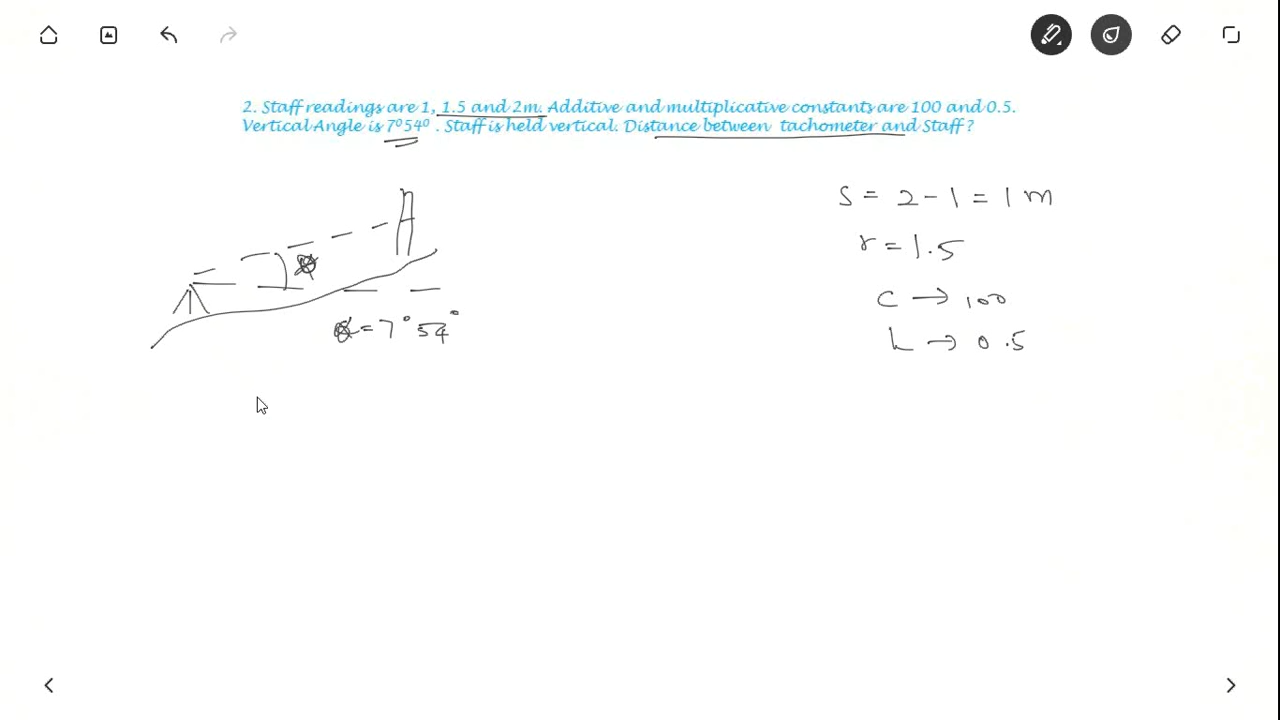 2. Staff readings are 1, 1.5 and 2m. Additive and multiplicative constants are 100 and 0.5.
Vertical Angle is 7⁰54⁰ . Staff is held vertical. Distance between tachometer and Staff ?
S = 2 - 1 = 1 m
r = 1.5
C → 100
k → 0.5
= 7° 54°